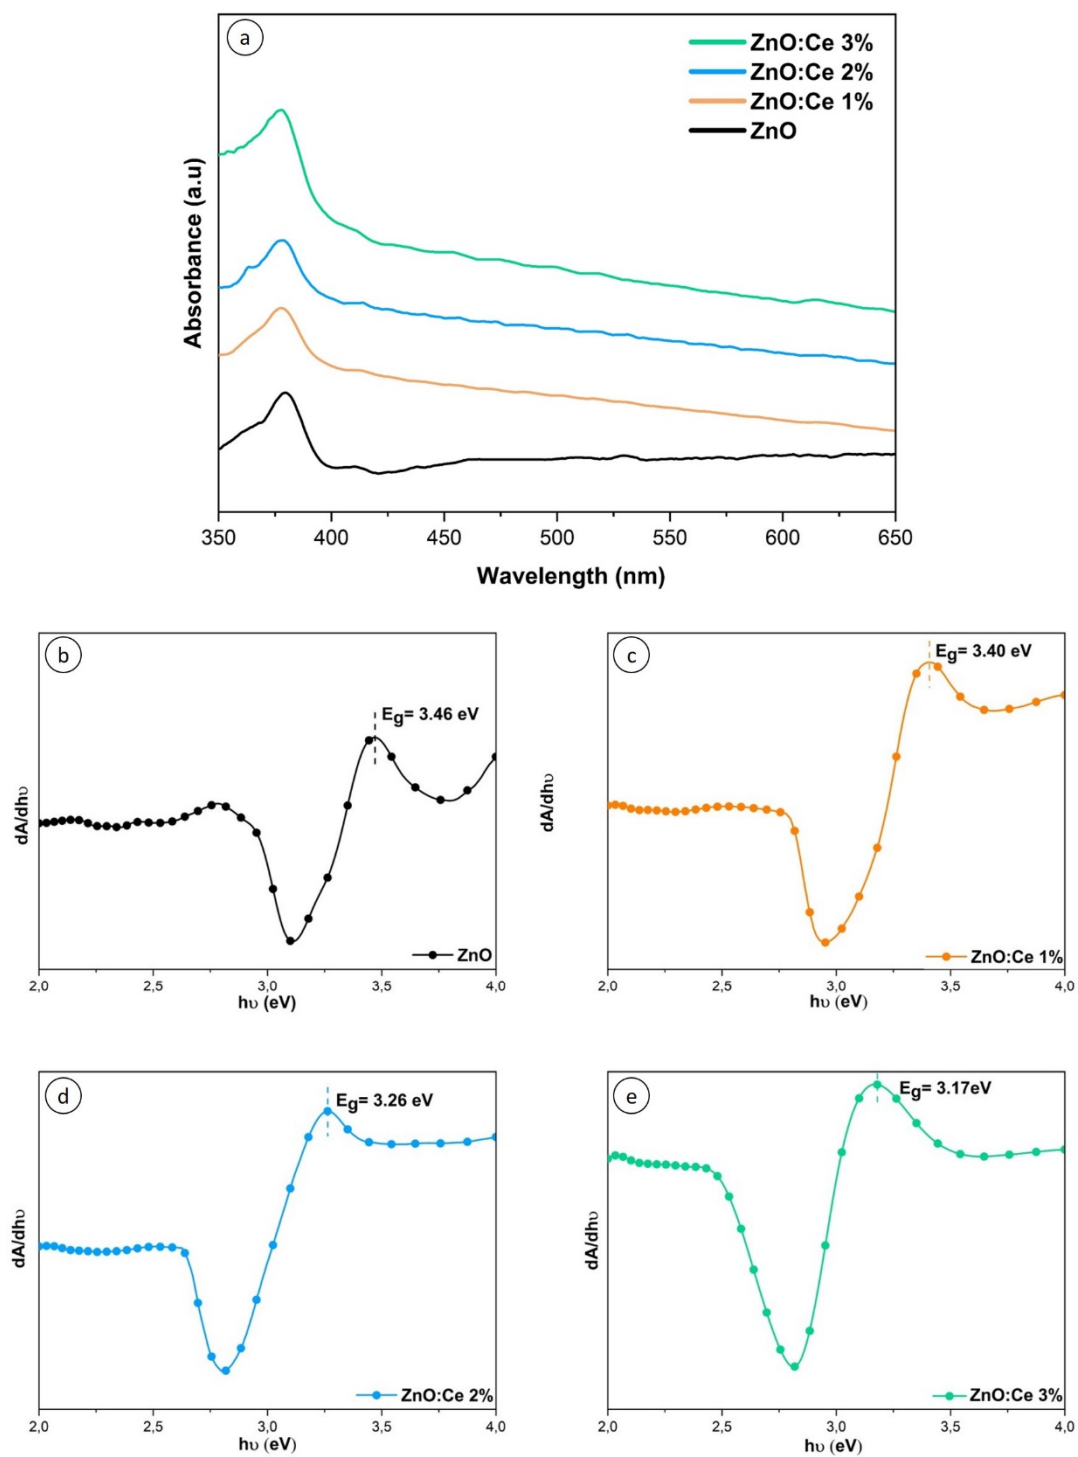 a
ZnO:Ce 3%
ZnO:Ce 2%
ZnO:Ce 1%
ZnO
Absorbance (a.u)
350 400 450 500 550 600 650
Wavelength (nm)
b
Eg= 3.46 eV
dA/dhυ
ZnO
2,0 2,5 3,0 3,5 4,0
hυ (eV)
c
Eg= 3.40 eV
dA/dhυ
ZnO:Ce 1%
2,0 2,5 3,0 3,5 4,0
hυ (eV)
d
Eg= 3.26 eV
dA/dhυ
ZnO:Ce 2%
2,0 2,5 3,0 3,5 4,0
hυ (eV)
e
Eg= 3.17eV
dA/dhυ
ZnO:Ce 3%
2,0 2,5 3,0 3,5 4,0
hυ (eV)